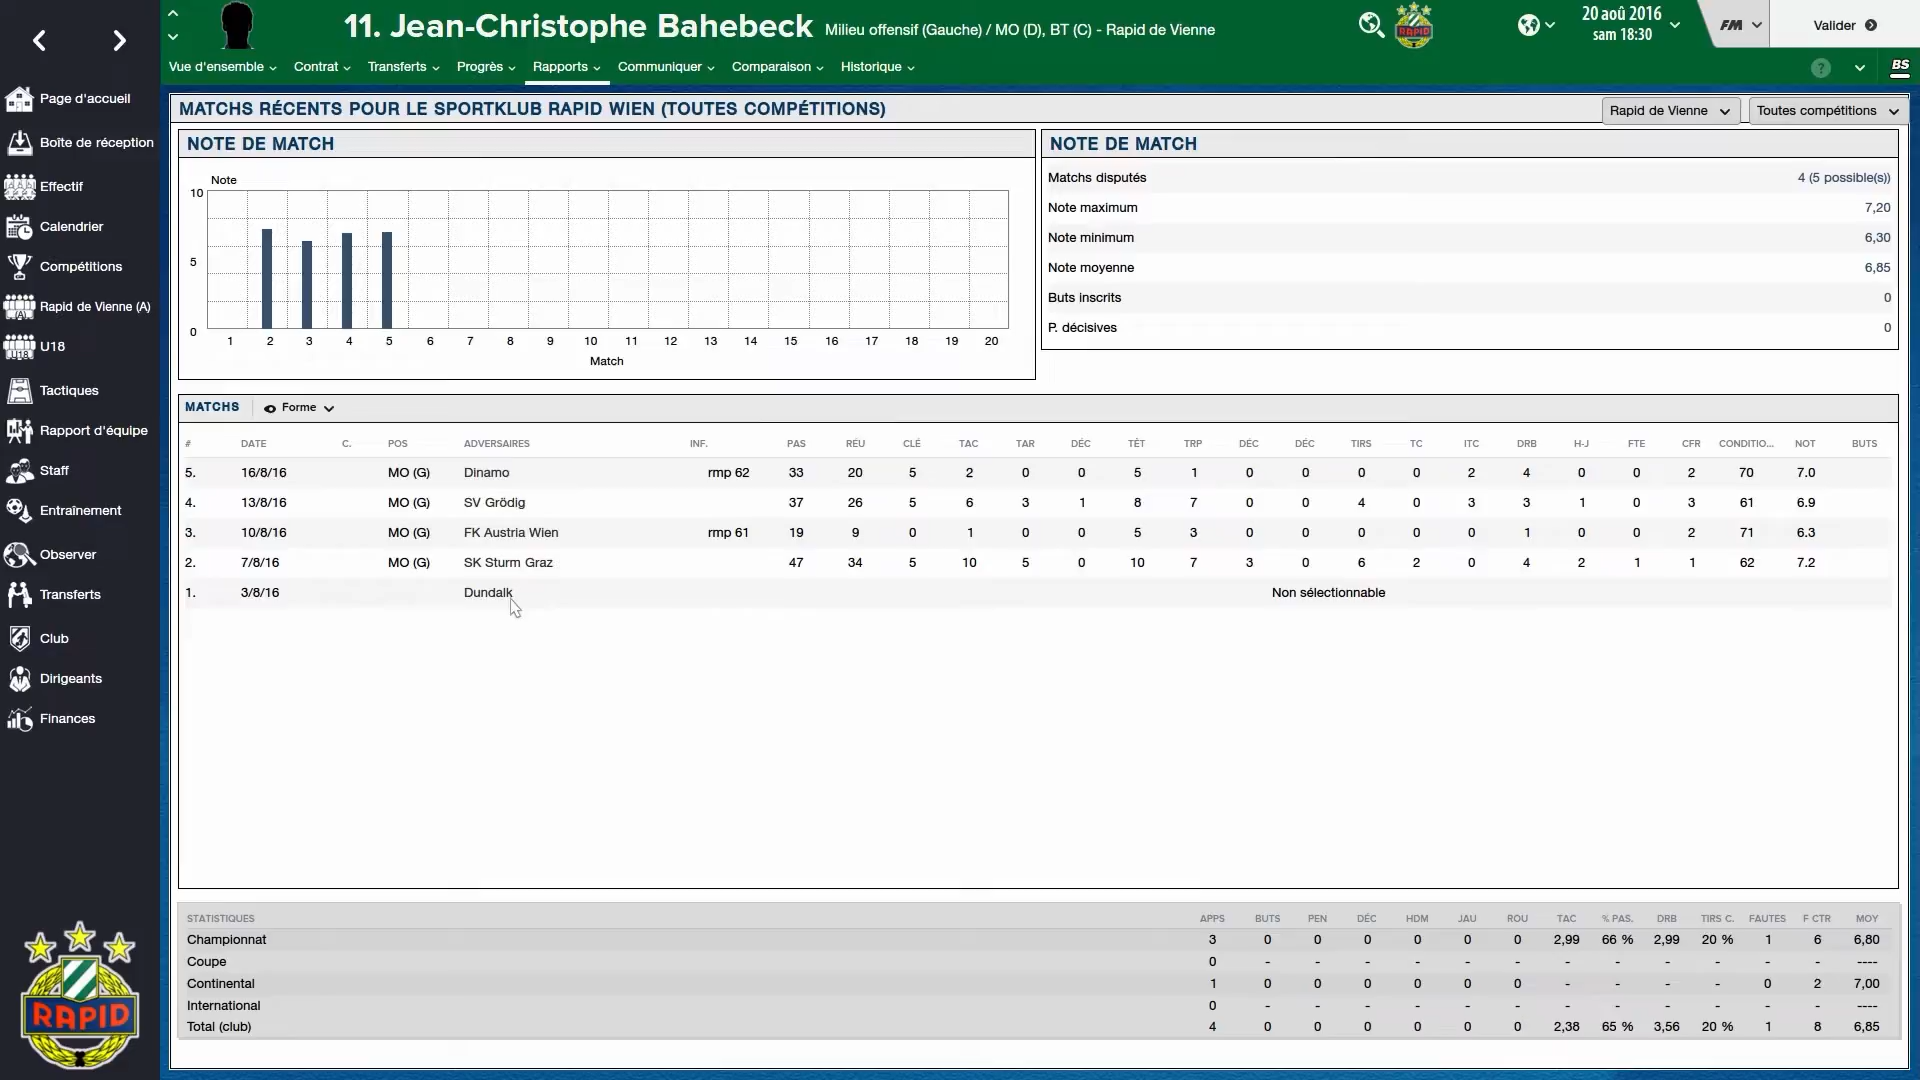 11. Jean-Christophe Bahebeck Milieu offensif (Gauche) / MO (D), BT (C) - Rapid de Vienne
RAPID
20 aoû 2016
sam 18:30
FM
Valider
Vue d'ensemble Contrat Transferts Progrès Rapports Communiquer Comparaison Historique
?
BS
Page d'accueil
Boîte de réception
Effectif
Calendrier
Compétitions
(A)
Rapid de Vienne (A)
U18
U18
Tactiques
Rapport d'équipe
Staff
Entraînement
Observer
Transferts
Club
Dirigeants
Finances
RAPID
MATCHS RÉCENTS POUR LE SPORTKLUB RAPID WIEN (TOUTES COMPÉTITIONS)
Rapid de Vienne
Toutes compétitions
NOTE DE MATCH
Note
10
5
0
1 2 3 4 5 6 7 8 9 10 11 12 13 14 15 16 17 18 19 20
Match
NOTE DE MATCH
Matchs disputés 4 (5 possible(s))
Note maximum 7,20
Note minimum 6,30
Note moyenne 6,85
Buts inscrits 0
P. décisives 0
MATCHS Forme
# DATE C. POS ADVERSAIRES INF. PAS RÉU CLÉ TAC TAR DÉC TÊT TRP DÉC DÉC TIRS TC ITC DRB H-J FTE CFR CONDITIO... NOT BUTS
5. 16/8/16 MO (G) Dinamo rmp 62 33 20 5 2 0 0 5 1 0 0 0 0 2 4 0 0 2 70 7.0
4. 13/8/16 MO (G) SV Grödig 37 26 5 6 3 1 8 7 0 0 4 0 3 3 1 0 3 61 6.9
3. 10/8/16 MO (G) FK Austria Wien rmp 61 19 9 0 1 0 0 5 3 0 0 0 0 0 1 0 0 2 71 6.3
2. 7/8/16 MO (G) SK Sturm Graz 47 34 5 10 5 0 10 7 3 0 6 2 0 4 2 1 1 62 7.2
1. 3/8/16 Dundalk Non sélectionnable
STATISTIQUES APPS BUTS PEN DÉC HDM JAU ROU TAC % PAS. DRB TIRS C. FAUTES F CTR MOY
Championnat 3 0 0 0 0 0 0 2,99 66 % 2,99 20 % 1 6 6,80
Coupe 0 - - - - - - - - - - - - ----
Continental 1 0 0 0 0 0 0 - - - - 0 2 7,00
International 0 - - - - - - - - - - - - ----
Total (club) 4 0 0 0 0 0 0 2,38 65 % 3,56 20 % 1 8 6,85